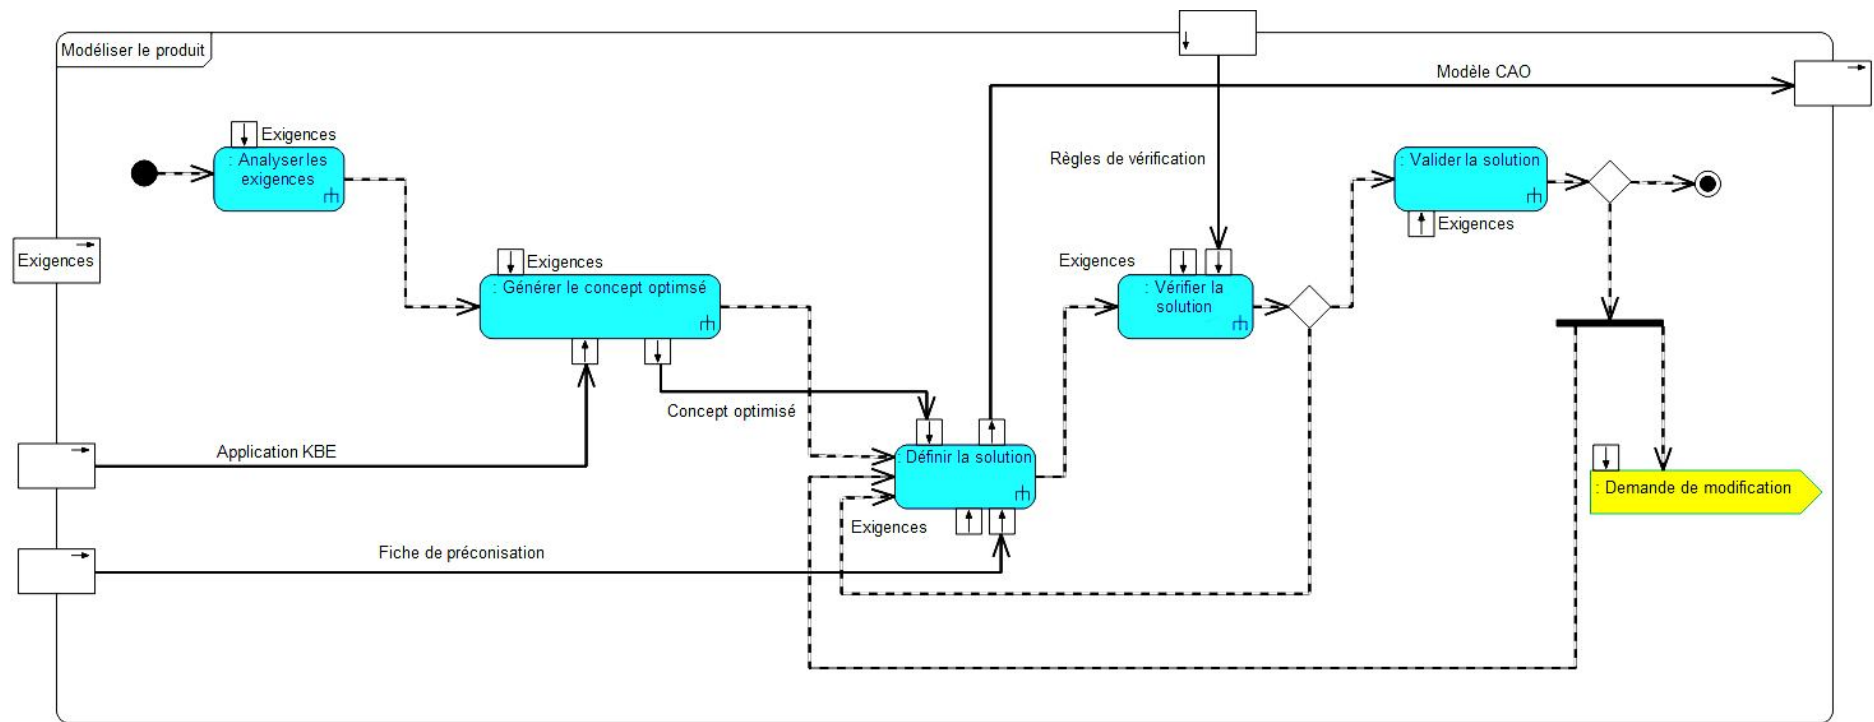 Modéliser le produit
Modèle CAO
Exigences
: Analyser les
exigences
Règles de vérification
: Valider la solution
Exigences
Exigences
Exigences
Exigences
: Générer le concept optimsé
: Vérifier la
solution
Concept optimisé
Application KBE
: Définir la solution
: Demande de modification
Exigences
Fiche de préconisation